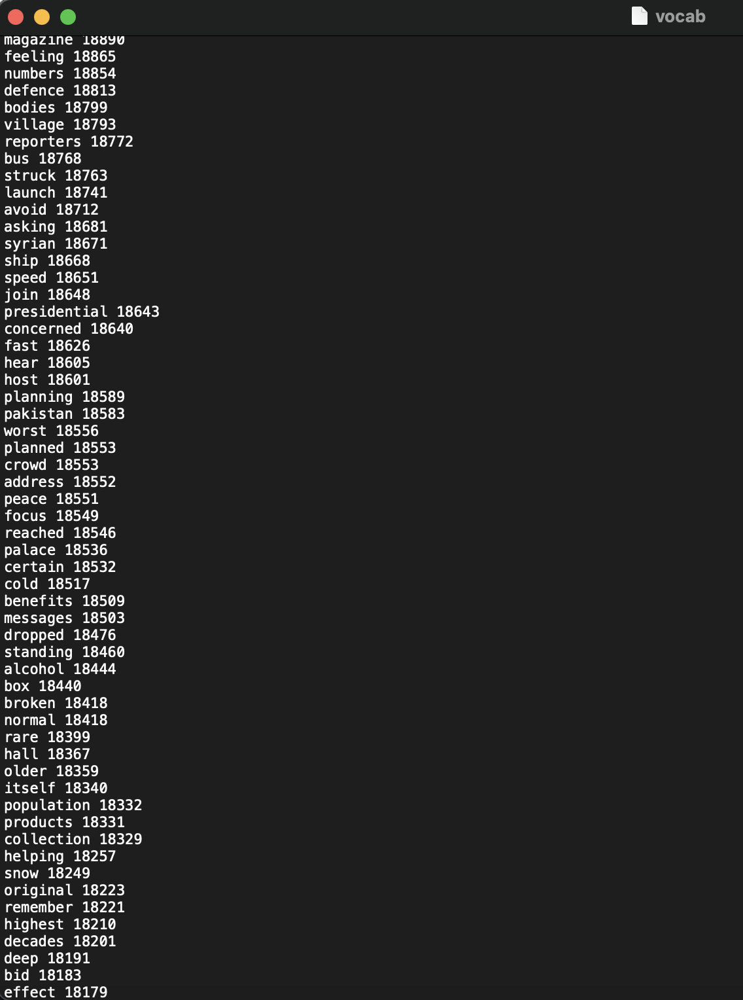 vocab
magazine 18890
feeling 18865
numbers 18854
defence 18813
bodies 18799
village 18793
reporters 18772
bus 18768
struck 18763
launch 18741
avoid 18712
asking 18681
syrian 18671
ship 18668
speed 18651
join 18648
presidential 18643
concerned 18640
fast 18626
hear 18605
host 18601
planning 18589
pakistan 18583
worst 18556
planned 18553
crowd 18553
address 18552
peace 18551
focus 18549
reached 18546
palace 18536
certain 18532
cold 18517
benefits 18509
messages 18503
dropped 18476
standing 18460
alcohol 18444
box 18440
broken 18418
normal 18418
rare 18399
hall 18367
older 18359
itself 18340
population 18332
products 18331
collection 18329
helping 18257
snow 18249
original 18223
remember 18221
highest 18210
decades 18201
deep 18191
bid 18183
effect 18179